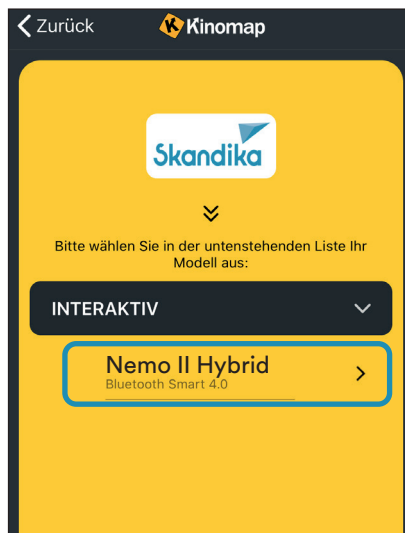 Zurück
Kinomap
Skandika
Bitte wählen Sie in der untenstehenden Liste Ihr
Modell aus:
INTERAKTIV
Nemo II Hybrid
Bluetooth Smart 4.0